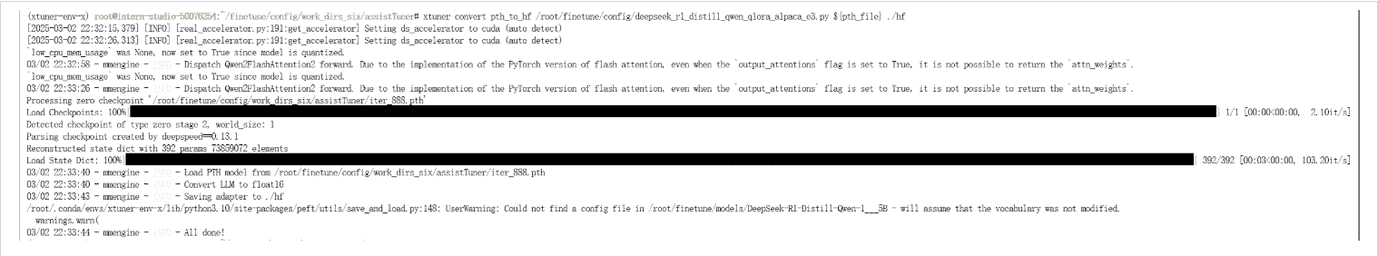 (xtuner-env-x) root@intern-studio-50076254:~/finetune/config/work_dirs_six/assistTuner# xtuner convert pth_to_hf /root/finetune/config/deepseek_r1_distill_qwen_qlora_alpaca_e3.py ${pth_file} ./hf
[2025-03-02 22:32:15,379] [INFO] [real_accelerator.py:191:get_accelerator] Setting ds_accelerator to cuda (auto detect)
[2025-03-02 22:32:26,313] [INFO] [real_accelerator.py:191:get_accelerator] Setting ds_accelerator to cuda (auto detect)
`low_cpu_mem_usage` was None, now set to True since model is quantized.
03/02 22:32:58 - mmengine - INFO - Dispatch Qwen2FlashAttention2 forward. Due to the implementation of the PyTorch version of flash attention, even when the `output_attentions` flag is set to True, it is not possible to return the `attn_weights`.
`low_cpu_mem_usage` was None, now set to True since model is quantized.
03/02 22:33:26 - mmengine - INFO - Dispatch Qwen2FlashAttention2 forward. Due to the implementation of the PyTorch version of flash attention, even when the `output_attentions` flag is set to True, it is not possible to return the `attn_weights`.
Processing zero checkpoint '/root/finetune/config/work_dirs_six/assistTuner/iter_888.pth'
Load Checkpoints: 100%| | 1/1 [00:00<00:00, 2.10it/s]
Detected checkpoint of type zero stage 2, world_size: 1
Parsing checkpoint created by deepspeed==0.13.1
Reconstructed state dict with 392 params 73859072 elements
Load State Dict: 100%| | 392/392 [00:03<00:00, 103.20it/s]
03/02 22:33:40 - mmengine - INFO - Load PTH model from /root/finetune/config/work_dirs_six/assistTuner/iter_888.pth
03/02 22:33:40 - mmengine - INFO - Convert LLM to float16
03/02 22:33:43 - mmengine - INFO - Saving adapter to ./hf
/root/.conda/envs/xtuner-env-x/lib/python3.10/site-packages/peft/utils/save_and_load.py:148: UserWarning: Could not find a config file in /root/finetune/models/DeepSeek-R1-Distill-Qwen-1___5B - will assume that the vocabulary was not modified.
warnings.warn(
03/02 22:33:44 - mmengine - INFO - All done!